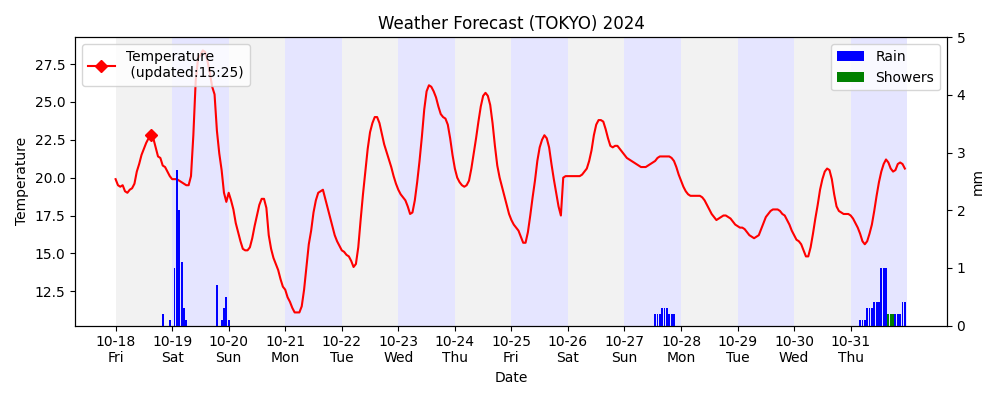 Weather Forecast (TOKYO) 2024
Temperature
(updated:15:25)
Rain
Showers
27.5
25.0
22.5
20.0
17.5
15.0
12.5
Temperature
5
4
3
2
1
0
mm
10-18 10-19 10-20 10-21 10-22 10-23 10-24 10-25 10-26 10-27 10-28 10-29 10-30 10-31
Fri Sat Sun Mon Tue Wed Thu Fri Sat Sun Mon Tue Wed Thu
Date